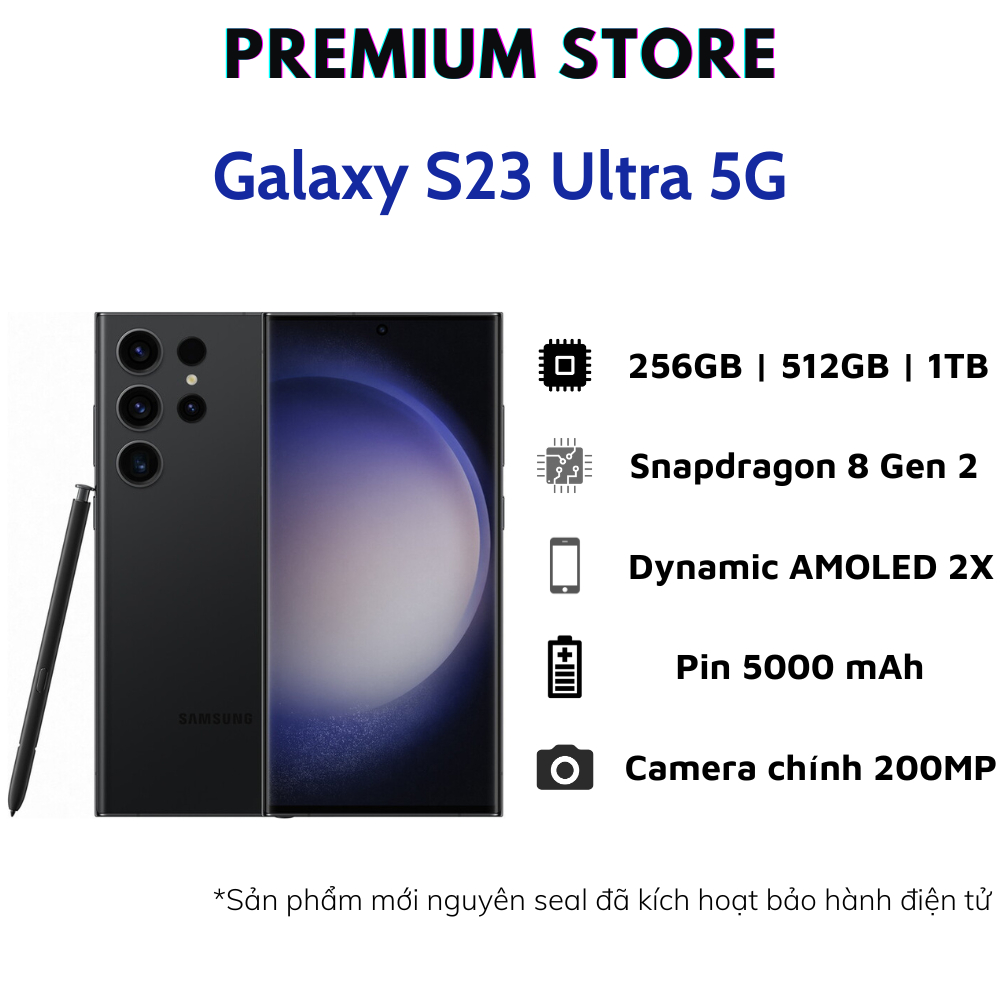 PREMIUM STORE
Galaxy S23 Ultra 5G
256GB | 512GB | 1TB
Snapdragon 8 Gen 2
Dynamic AMOLED 2X
Pin 5000 mAh
SAMSUNG
Camera chính 200MP
*Sản phẩm mới nguyên seal đã kích hoạt bảo hành điện tử